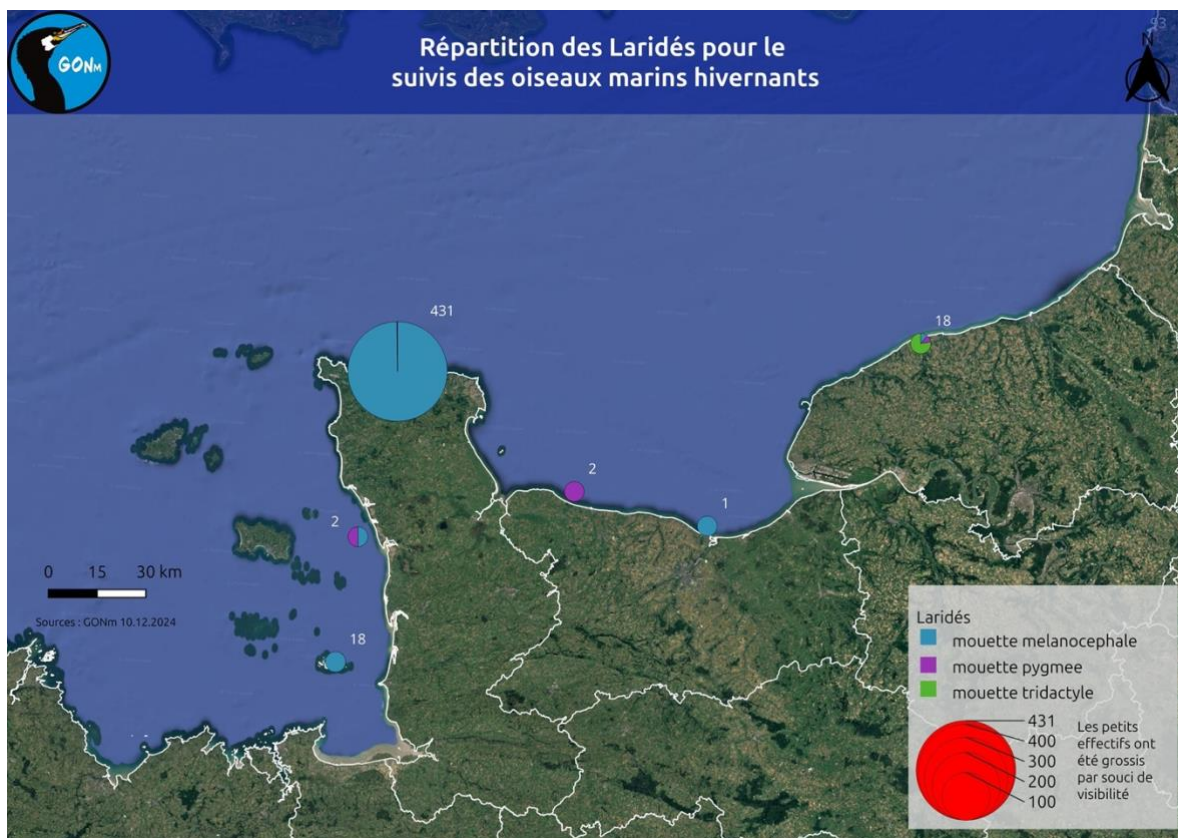 GONm
Répartition des Laridés pour le
suivis des oiseaux marins hivernants
93
N
431
18
2
1
2
18
0 15 30 km
Sources : GONm 10.12.2024
Laridés
mouette melanocephale
mouette pygmee
mouette tridactyle
431
400
300
200
100
Les petits
effectifs ont
été grossis
par souci de
visibilité